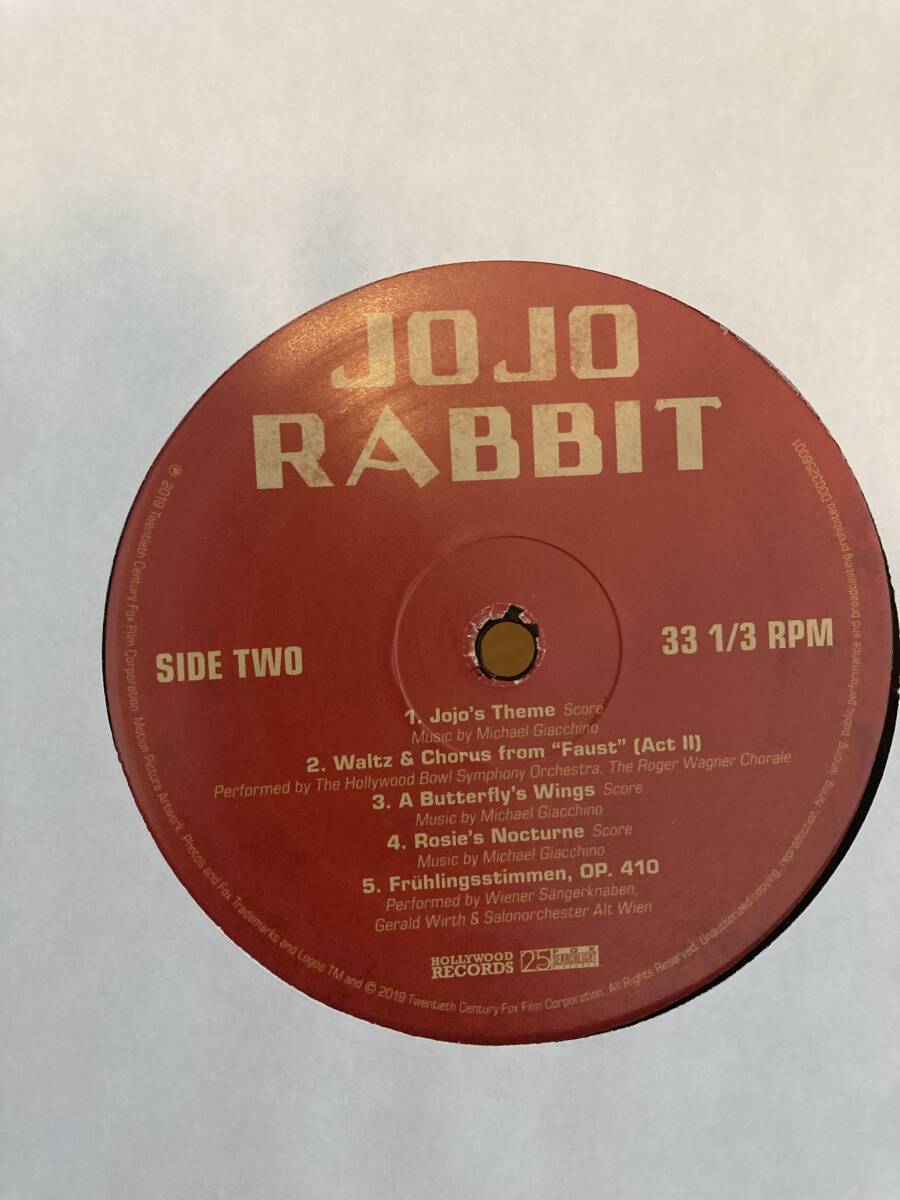 JOJO
RABBIT
SIDE TWO
33 1/3 RPM
1. Jojo's Theme Score
Music by Michael Giacchino
2. Waltz & Chorus from “Faust” (Act II)
Performed by The Hollywood Bowl Symphony Orchestra, The Roger Wagner Chorale
3. A Butterfly's Wings Score
Music by Michael Giacchino
4. Rosie's Nocturne Score
Music by Michael Giacchino
5. Frühlingsstimmen, OP. 410
Performed by Wiener Sängerknaben,
Gerald Wirth & Salonorchester Alt Wien
HOLLYWOOD
RECORDS
25
FOX
SEARCHLIGHT
PICTURES
℗ 2019 Twentieth Century Fox Film Corporation. Motion Picture Artwork, Photos and Fox Trademarks and Logos TM and © 2019 Twentieth Century Fox Film Corporation. All Rights Reserved. Unauthorized copying, reproduction, hiring, lending, public performance and broadcasting prohibited D003256001